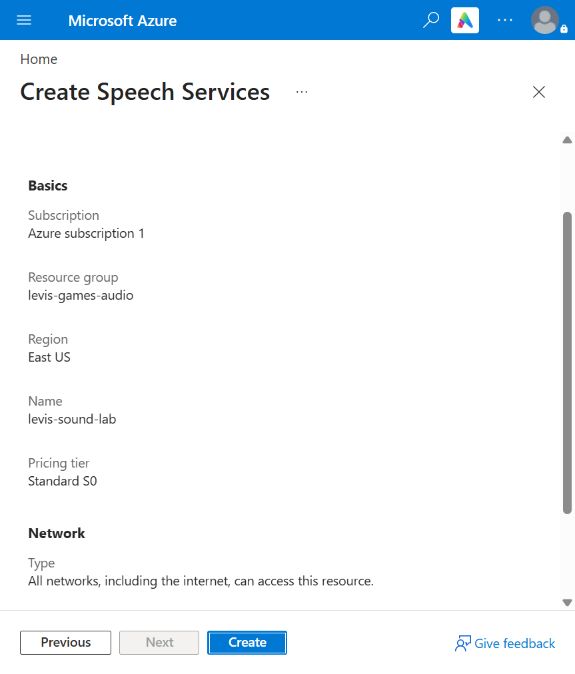 Microsoft Azure
Home
Create Speech Services
Basics
Subscription
Azure subscription 1
Resource group
levis-games-audio
Region
East US
Name
levis-sound-lab
Pricing tier
Standard S0
Network
Type
All networks, including the internet, can access this resource.
Previous
Next
Create
Give feedback